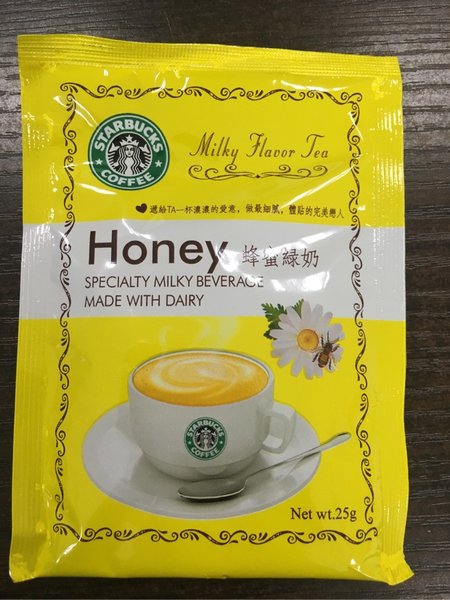 STARBUCKS
COFFEE
Milky Flavor Tea
遞給TA一杯濃濃的愛意,做最細膩,體貼的完美戀人
Honey 蜂蜜綠奶
SPECIALTY MILKY BEVERAGE
MADE WITH DAIRY
STARBUCKS
COFFEE
Net wt.25g